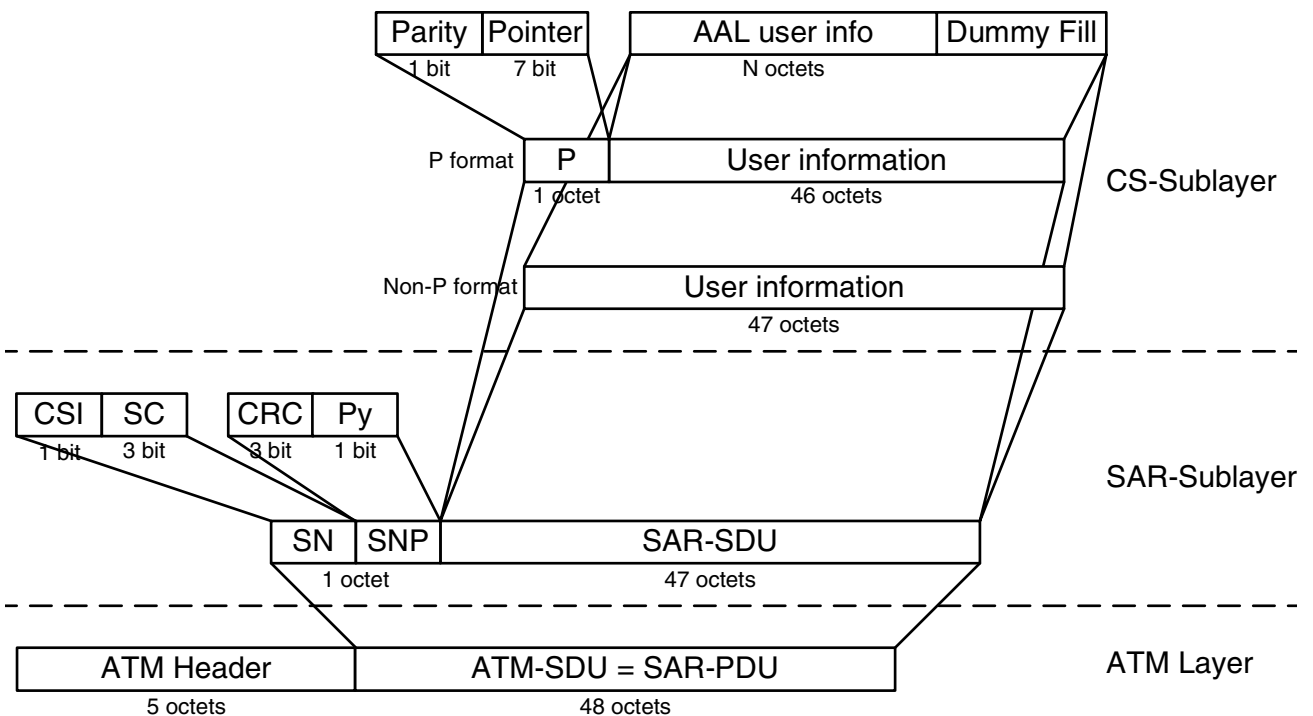 Parity Pointer AAL user info Dummy Fill
1 bit 7 bit N octets
P format P User information
1 octet 46 octets
CS-Sublayer
Non-P format User information
47 octets
CSI SC CRC Py
1 bit 3 bit 3 bit 1 bit
SAR-Sublayer
SN SNP SAR-SDU
1 octet 47 octets
ATM Header ATM-SDU = SAR-PDU ATM Layer
5 octets 48 octets